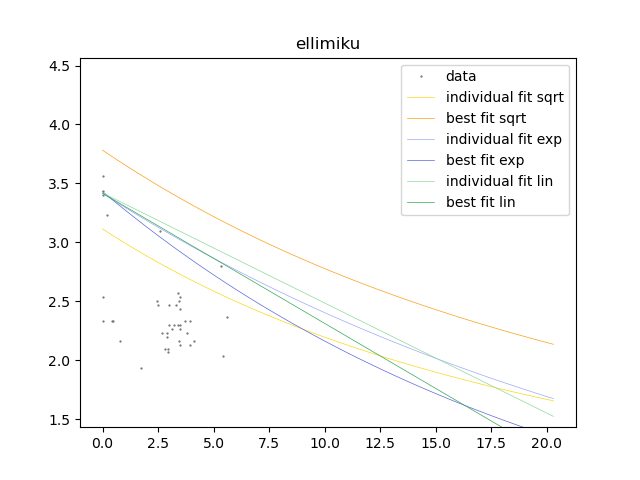 ellimiku
4.5
4.0
3.5
3.0
2.5
2.0
1.5
0.0
2.5
5.0
7.5
10.0
12.5
15.0
17.5
20.0
data
individual fit sqrt
best fit sqrt
individual fit exp
best fit exp
individual fit lin
best fit lin